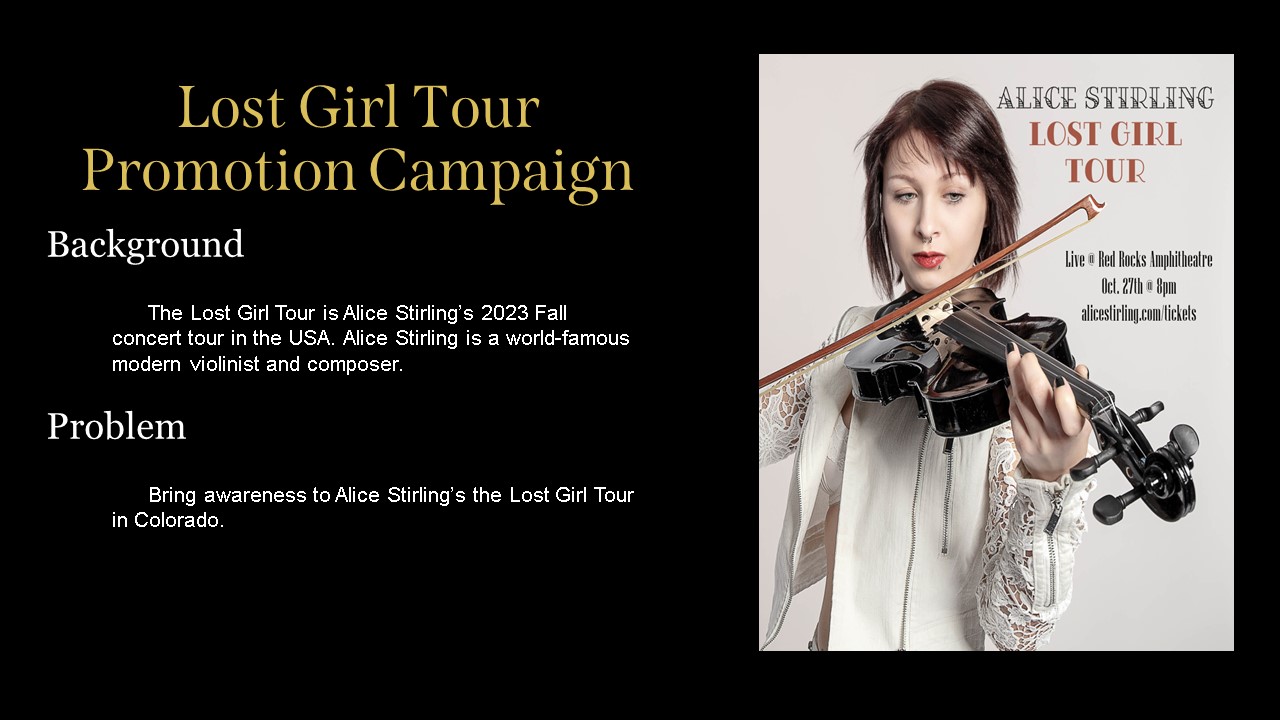 Lost Girl Tour
Promotion Campaign
Background
The Lost Girl Tour is Alice Stirling’s 2023 Fall
concert tour in the USA. Alice Stirling is a world-famous
modern violinist and composer.
Problem
Bring awareness to Alice Stirling’s the Lost Girl Tour
in Colorado.
ALICE STIRLING
LOST GIRL
TOUR
Live @ Red Rocks Amphitheatre
Oct. 27th @ 8pm
alicestirling.com/tickets